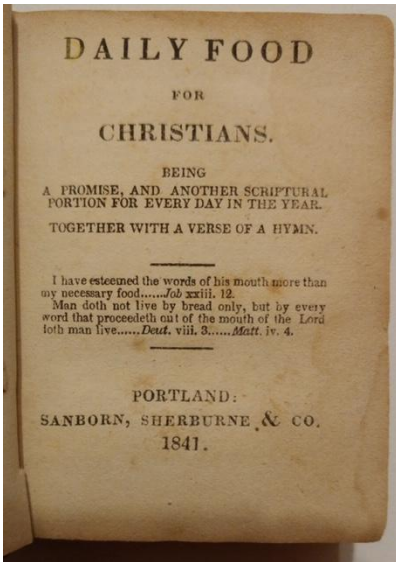 DAILY FOOD
FOR
CHRISTIANS.
BEING
A PROMISE, AND ANOTHER SCRIPTURAL
PORTION FOR EVERY DAY IN THE YEAR.
TOGETHER WITH A VERSE OF A HYMN.
I have esteemed the words of his mouth more than
my necessary food......Job xxiii. 12.
Man doth not live by bread only, but by every
word that proceedeth out of the mouth of the Lord
doth man live......Deut. viii. 3......Matt. iv. 4.
PORTLAND:
SANBORN, SHERBURNE & CO.
1841.